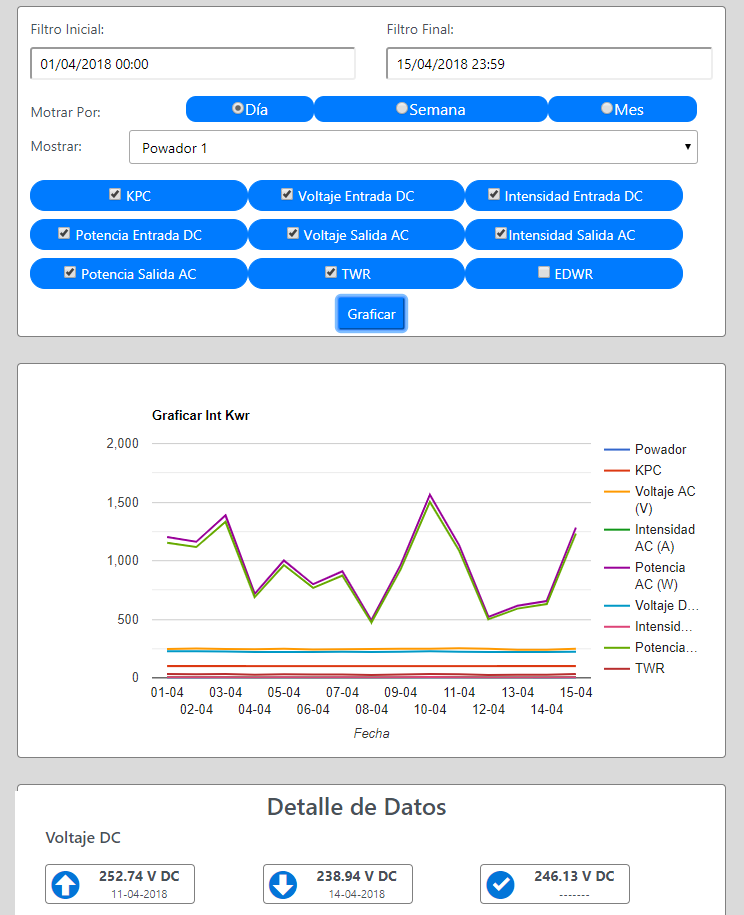 Filtro Inicial: Filtro Final:
01/04/2018 00:00 15/04/2018 23:59
Motrar Por: Día Semana Mes
Mostrar: Powador 1
KPC Voltaje Entrada DC Intensidad Entrada DC
Potencia Entrada DC Voltaje Salida AC Intensidad Salida AC
Potencia Salida AC TWR EDWR
Graficar
Graficar Int Kwr
2,000
1,500
1,000
500
0
01-04 03-04 05-04 07-04 09-04 11-04 13-04 15-04
02-04 04-04 06-04 08-04 10-04 12-04 14-04
Fecha
Powador
KPC
Voltaje AC
(V)
Intensidad
AC (A)
Potencia
AC (W)
Voltaje D...
Intensid...
Potencia...
TWR
Detalle de Datos
Voltaje DC
252.74 V DC 238.94 V DC 246.13 V DC
11-04-2018 14-04-2018 -------